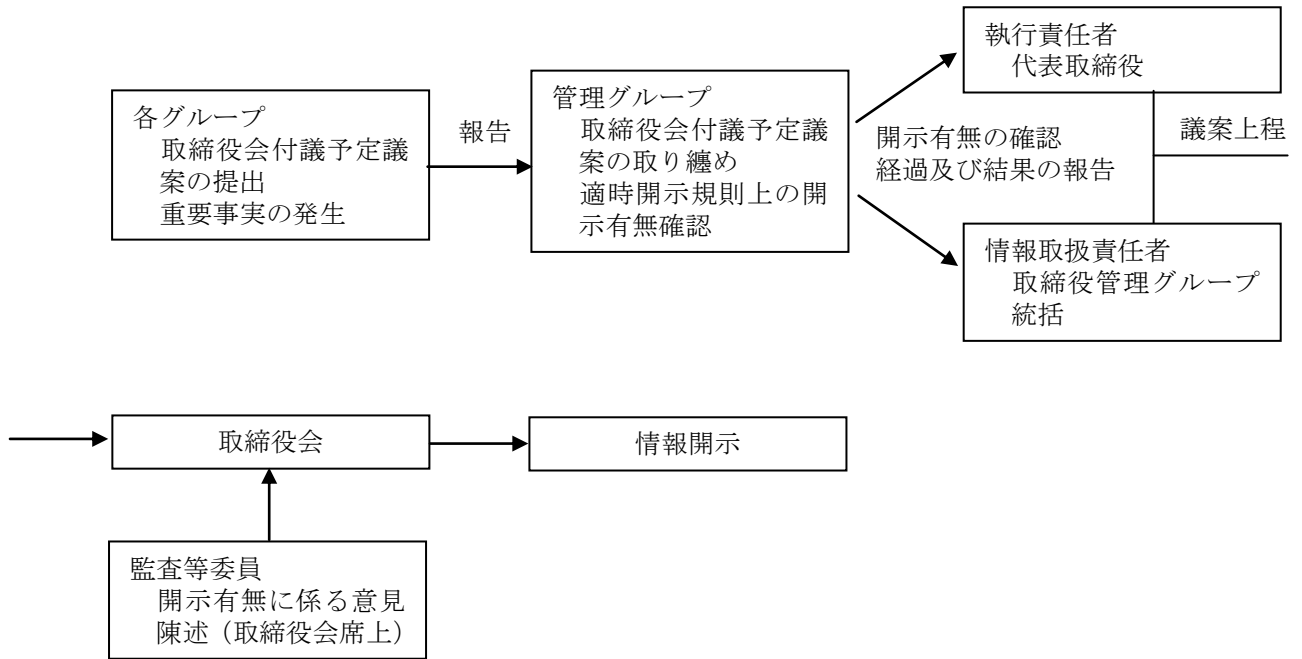 各グループ
取締役会付議予定議
案の提出
重要事実の発生
報告
管理グループ
取締役会付議予定議
案の取り纏め
適時開示規則上の開
示有無確認
開示有無の確認
経過及び結果の報告
執行責任者
代表取締役
議案上程
情報取扱責任者
取締役管理グループ
統括
取締役会
情報開示
監査等委員
開示有無に係る意見
陳述（取締役会席上）